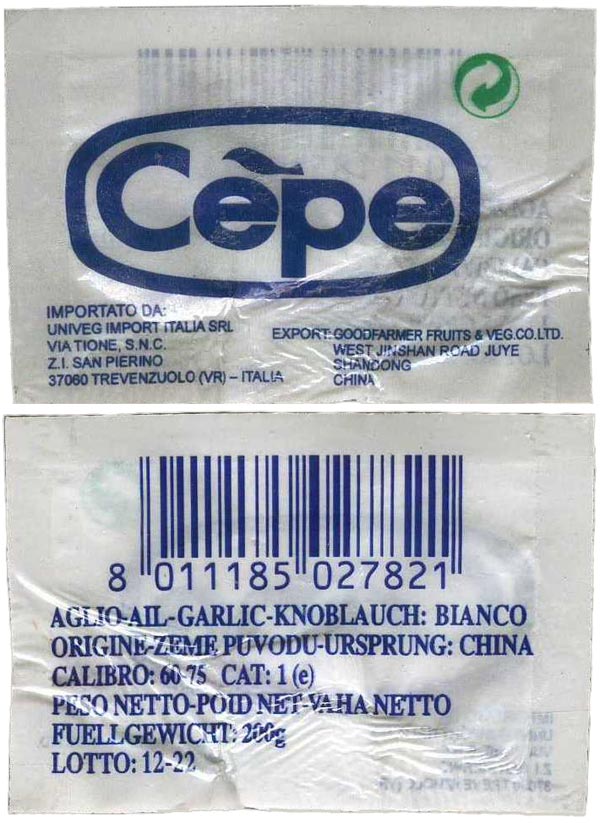 Cèpe
IMPORTATO DA:
UNIVEG IMPORT ITALIA SRL
VIA TIONE, S.N.C.
Z.I. SAN PIERINO
37060 TREVENZUOLO (VR) – ITALIA
EXPORT: GOODFARMER FRUITS & VEG.CO.LTD.
WEST JINSHAN ROAD JUYE
SHANDONG
CHINA
8 011185 027821
AGLIO-AIL-GARLIC-KNOBLAUCH: BIANCO
ORIGINE-ZEME PUVODU-URSPRUNG: CHINA
CALIBRO: 60-75 CAT: 1 (e)
PESO NETTO-POID NET-VAHA NETTO
FUELLGEWICHT: 200g
LOTTO: 12-22